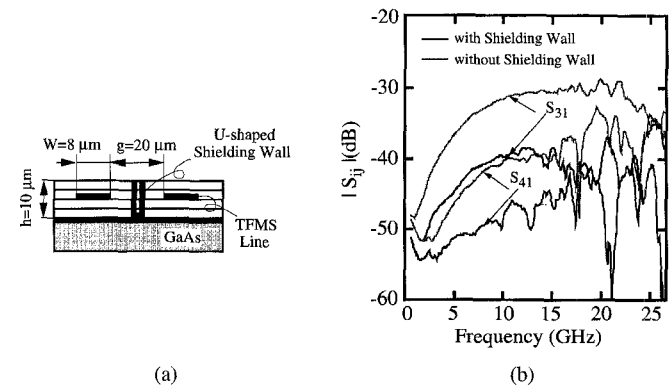 W=8 μm g=20 μm
U-shaped
Shielding Wall
h=10 μm
TFMS
Line
GaAs
(a)
-20
-30
-40
-50
-60
| Sij |(dB)
with Shielding Wall
without Shielding Wall
S31
S41
0 5 10 15 20 25
Frequency (GHz)
(b)